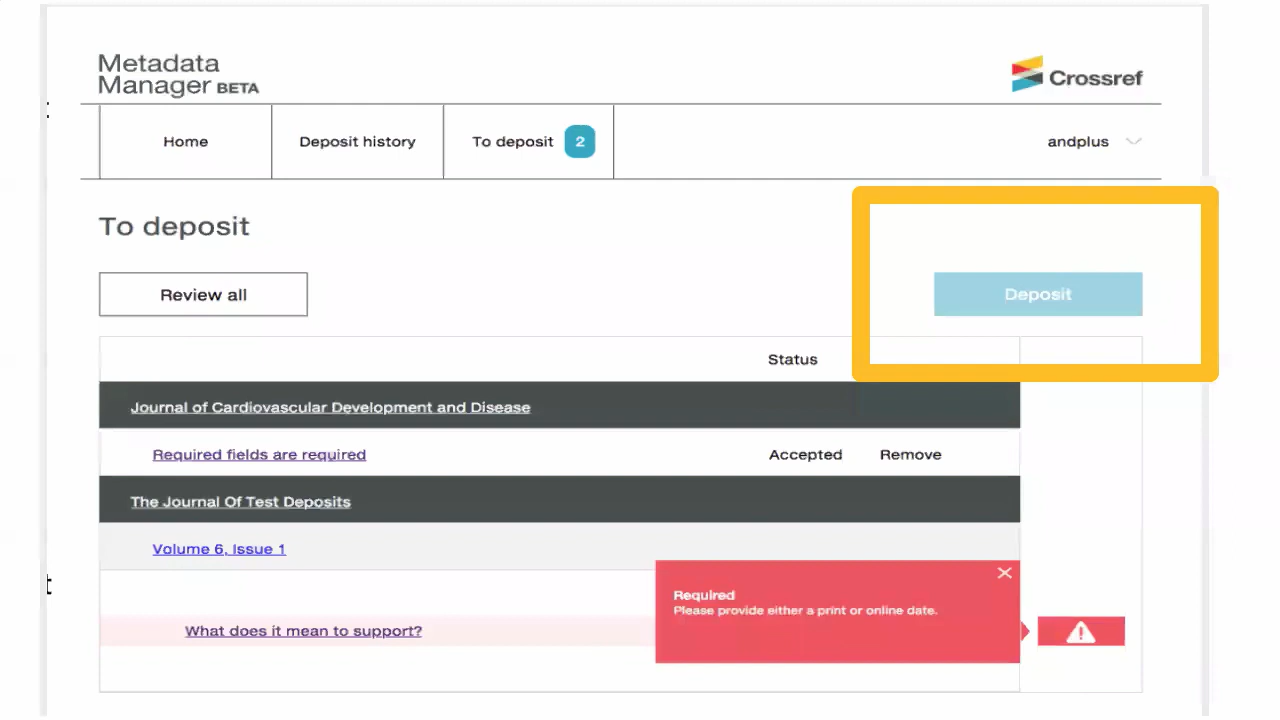 Metadata
Manager BETA
Crossref
Home
Deposit history
To deposit
2
andplus
To deposit
Review all
Deposit
Status
Journal of Cardiovascular Development and Disease
Required fields are required
Accepted
Remove
The Journal Of Test Deposits
Volume 6, Issue 1
Required
Please provide either a print or online date.
What does it mean to support?
t